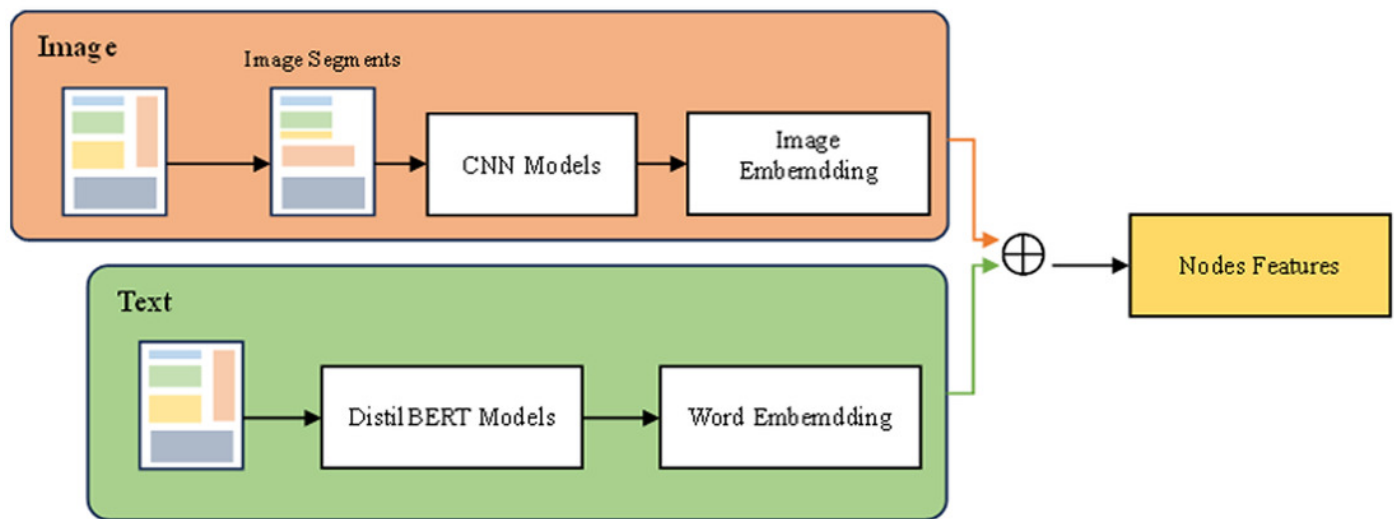 Image
Image Segments
CNN Models
Image
Embemdding
Nodes Features
Text
DistilBERT Models
Word Embemdding